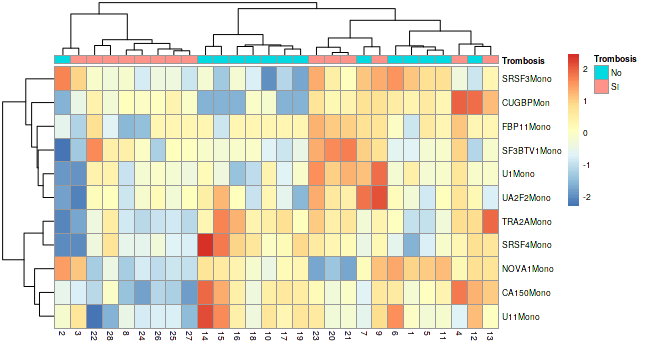 Trombosis
Trombosis
SRSF3Mono
CUGBPMon
FBP11Mono
SF3BTV1Mono
U1Mono
UA2F2Mono
TRA2AMono
SRSF4Mono
NOVA1Mono
CA150Mono
U11Mono
No
SI
2
1
0
-1
-2
2 3 22 28 8 24 26 25 27 14 15 16 18 10 17 19 23 20 21 7 9 6 1 5 11 4 12 13